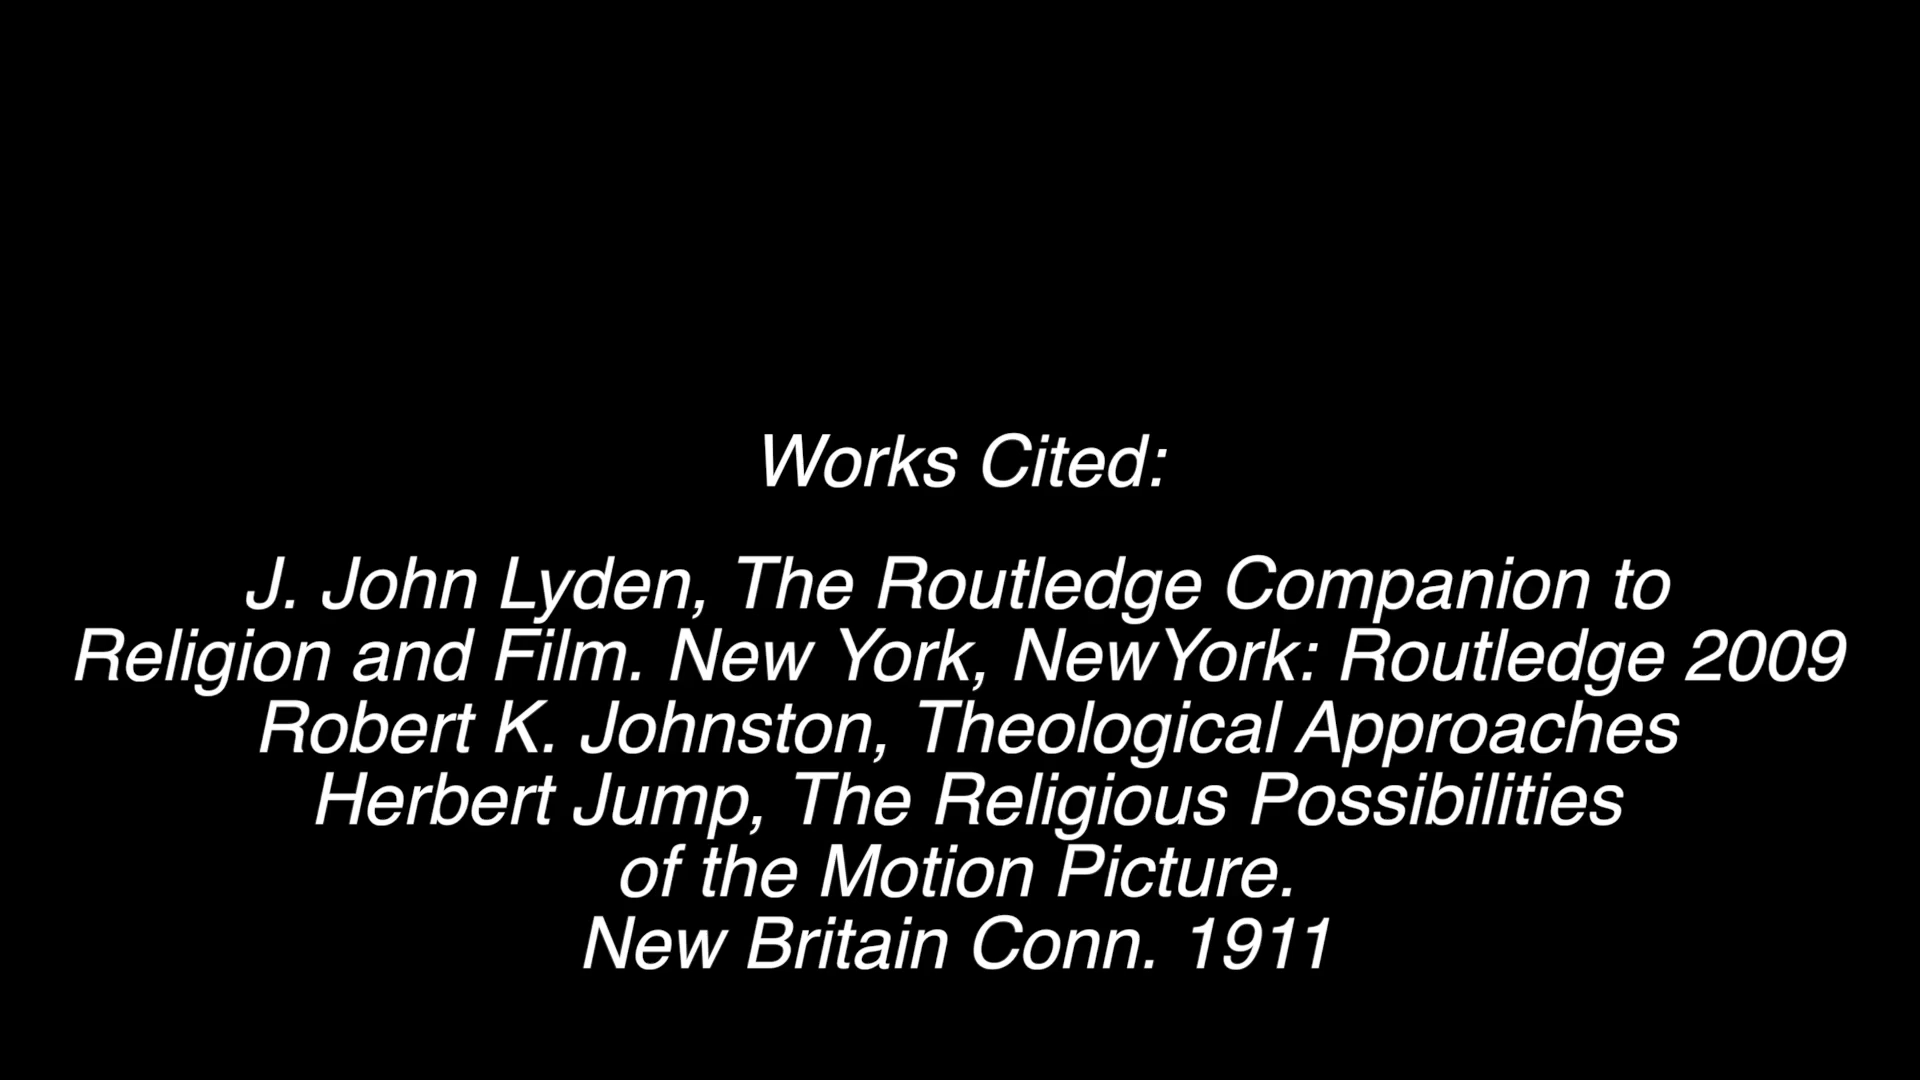 Works Cited:
J. John Lyden, The Routledge Companion to
Religion and Film. New York, NewYork: Routledge 2009
Robert K. Johnston, Theological Approaches
Herbert Jump, The Religious Possibilities
of the Motion Picture.
New Britain Conn. 1911